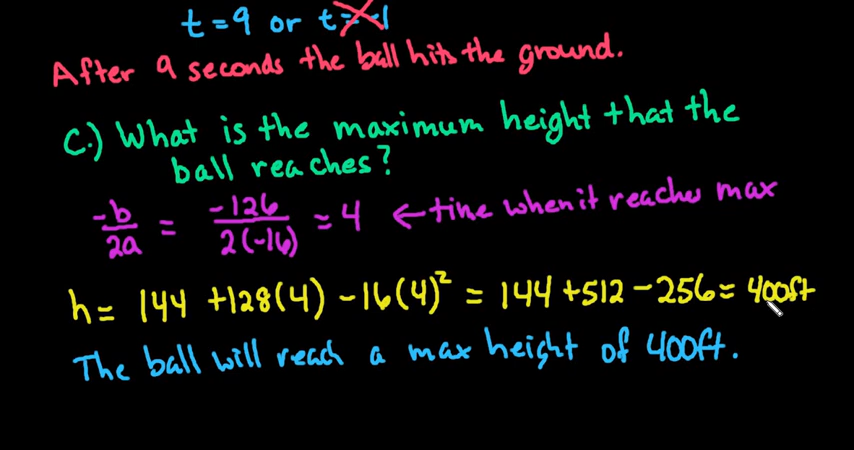 t = 9 or t = -1
After 9 seconds the ball hits the ground.
C.) What is the maximum height that the
ball reaches?
-b/2a = -126/2(-16) = 4 ← time when it reaches max
h = 144 + 128(4) - 16(4)² = 144 + 512 - 256 = 400ft
The ball will reach a max height of 400ft.